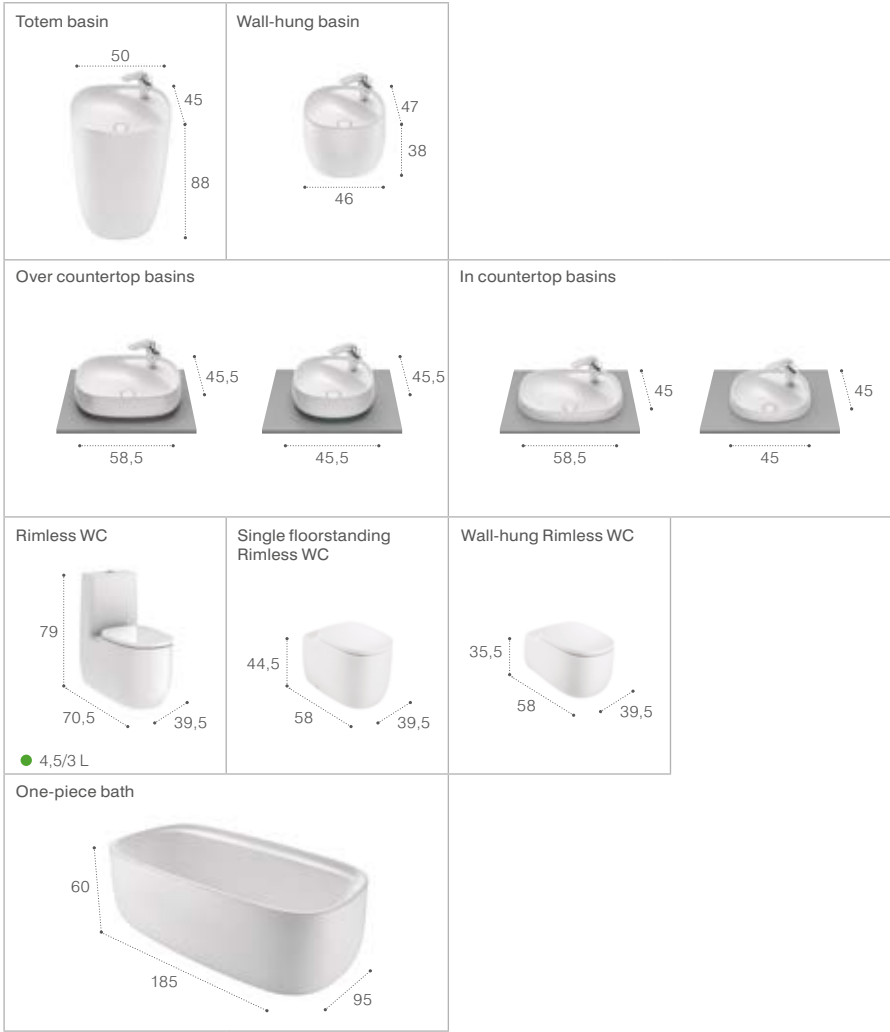 Totem basin
50
45
88
Wall-hung basin
47
38
46
Over countertop basins
45,5
58,5
45,5
45,5
In countertop basins
45
58,5
45
45
Rimless WC
79
70,5
39,5
4,5/3 L
Single floorstanding
Rimless WC
44,5
58
39,5
Wall-hung Rimless WC
35,5
58
39,5
One-piece bath
60
185
95